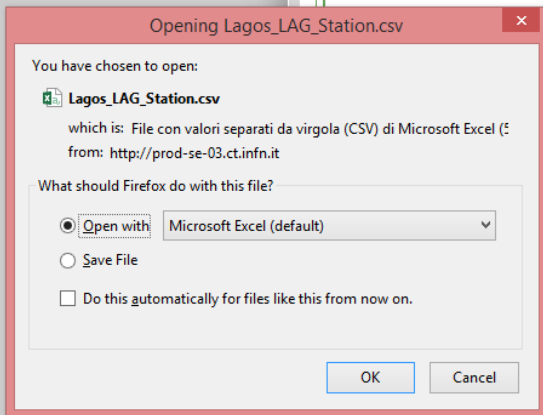 Opening Lagos_LAG_Station.csv
You have chosen to open:
Lagos_LAG_Station.csv
which is: File con valori separati da virgola (CSV) di Microsoft Excel (5
from: http://prod-se-03.ct.infn.it
What should Firefox do with this file?
Open with Microsoft Excel (default)
Save File
Do this automatically for files like this from now on.
OK Cancel